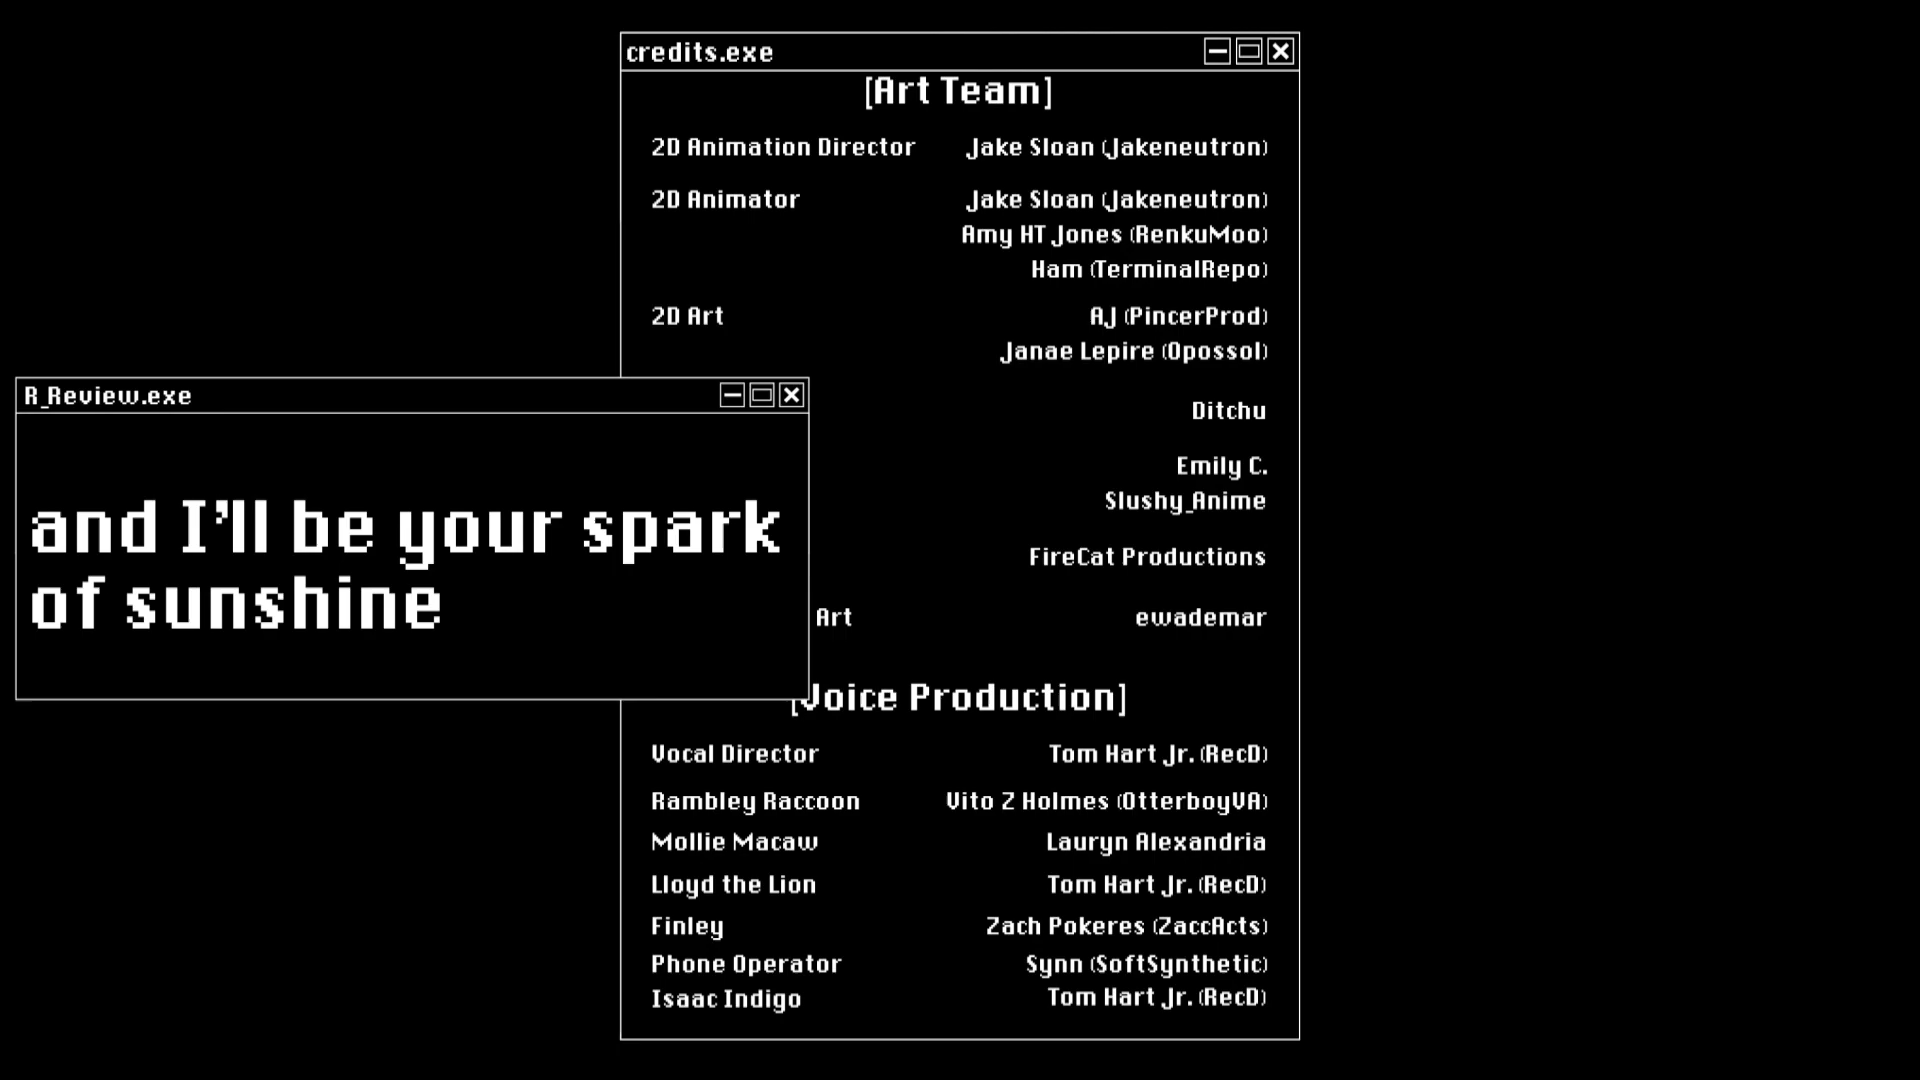 credits.exe
[Art Team]
2D Animation Director Jake Sloan (Jakeneutron)
2D Animator Jake Sloan (Jakeneutron)
Amy HT Jones (RenkuMoo)
Ham (TerminalRepo)
2D Art AJ (PincerProd)
Janae Lepire (Opossol)
Ditchu
Emily C.
Slushy_Anime
FireCat Productions
Art ewademar
R_Review.exe
and I'll be your spark
of sunshine
[Voice Production]
Vocal Director Tom Hart Jr. (RecD)
Rambley Raccoon Vito Z Holmes (OtterboyVA)
Mollie Macaw Lauryn Alexandria
Lloyd the Lion Tom Hart Jr. (RecD)
Finley Zach Pokeres (ZaccActs)
Phone Operator Synn (SoftSynthetic)
Isaac Indigo Tom Hart Jr. (RecD)